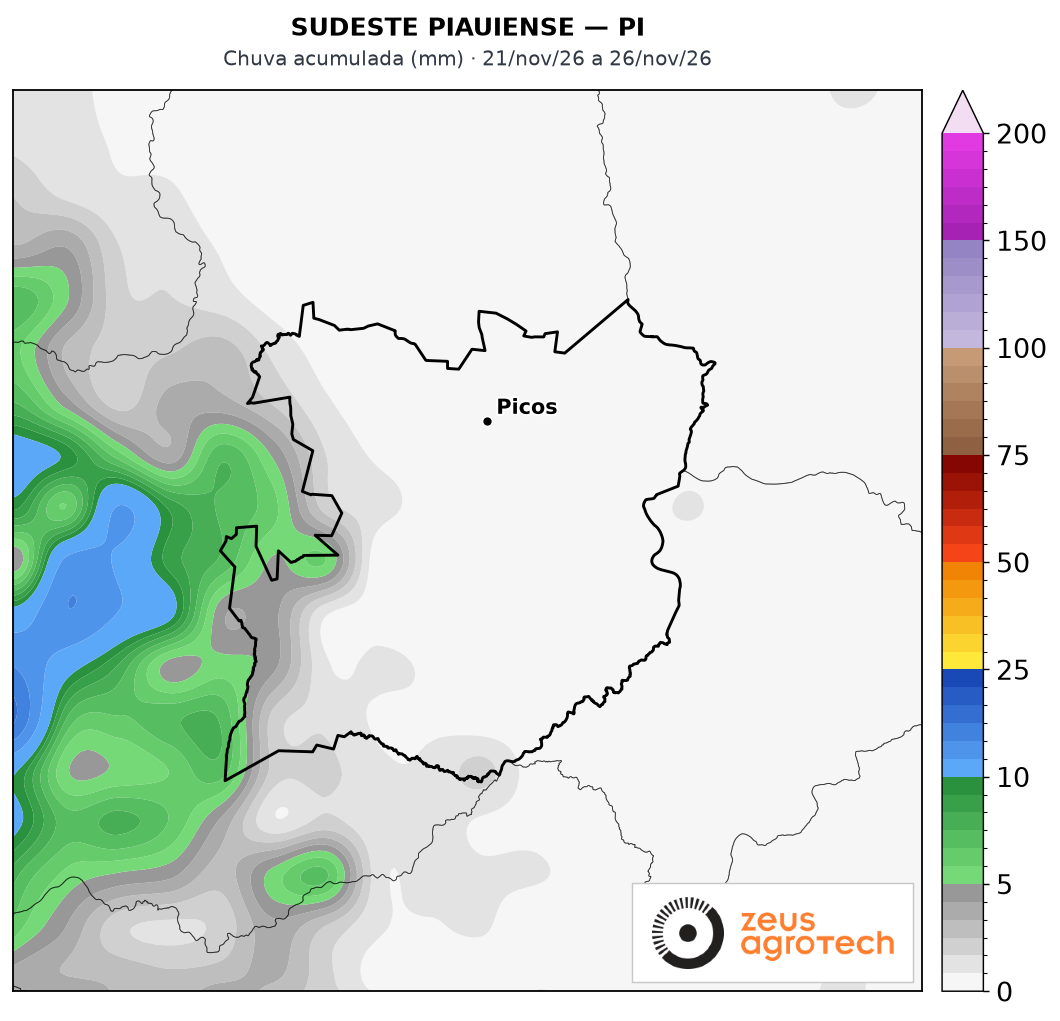 SUDESTE PIAUIENSE — PI
Chuva acumulada (mm) · 21/nov/26 a 26/nov/26
Picos
200
150
100
75
50
25
10
5
0
zeus
agrotech